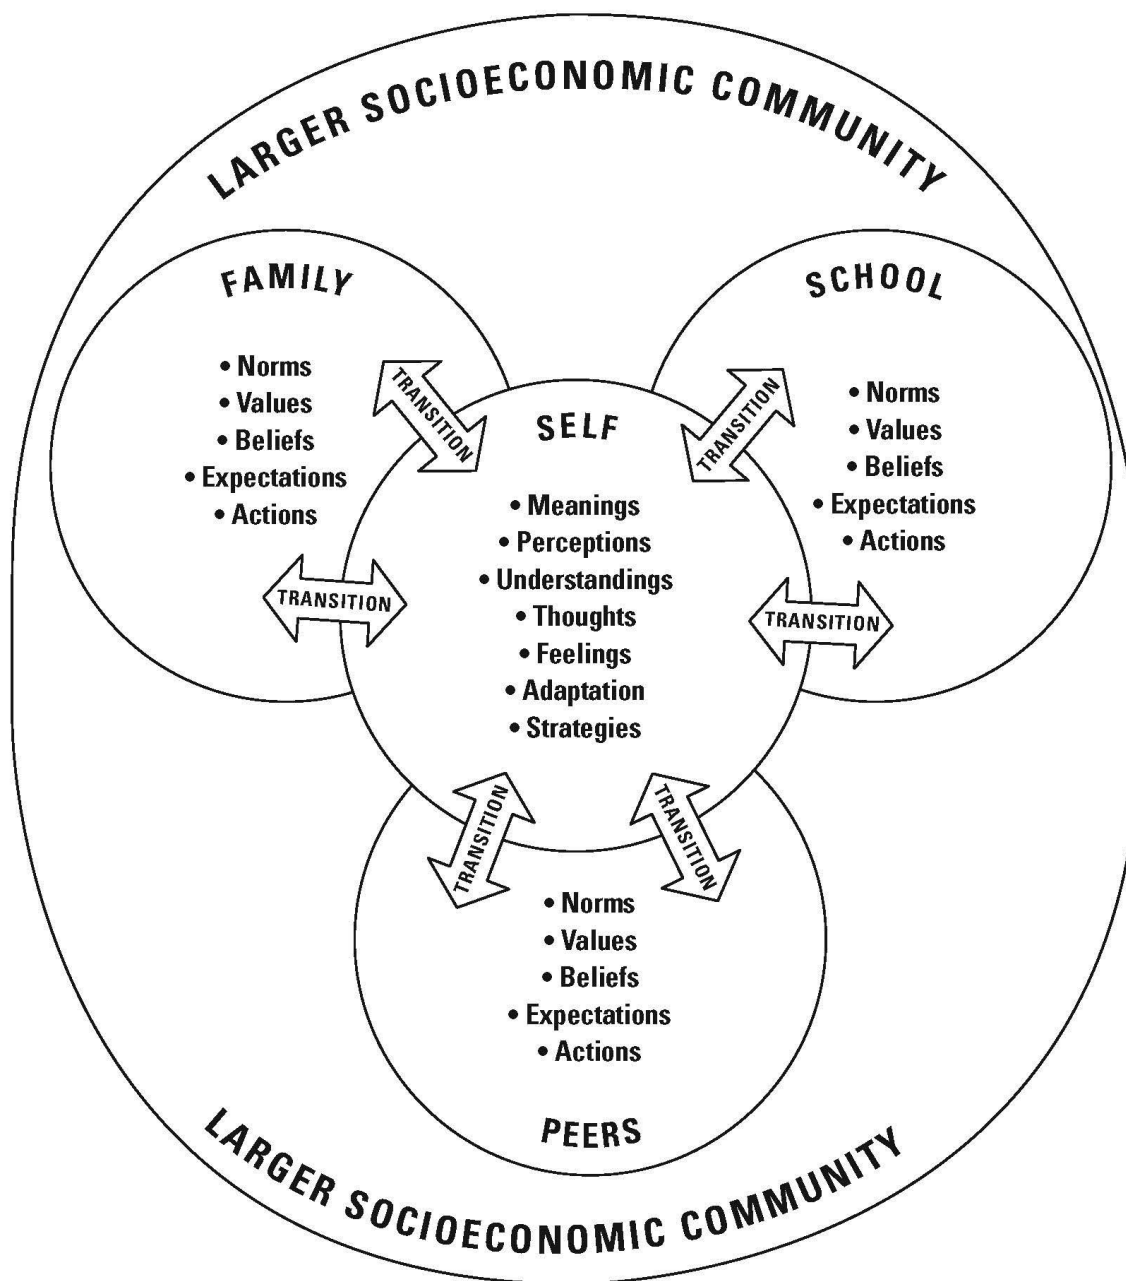 LARGER SOCIOECONOMIC COMMUNITY
FAMILY
• Norms
• Values
• Beliefs
• Expectations
• Actions
TRANSITION
TRANSITION
SCHOOL
• Norms
• Values
• Beliefs
• Expectations
• Actions
TRANSITION
TRANSITION
SELF
• Meanings
• Perceptions
• Understandings
• Thoughts
• Feelings
• Adaptation
• Strategies
TRANSITION
TRANSITION
• Norms
• Values
• Beliefs
• Expectations
• Actions
PEERS
LARGER SOCIOECONOMIC COMMUNITY